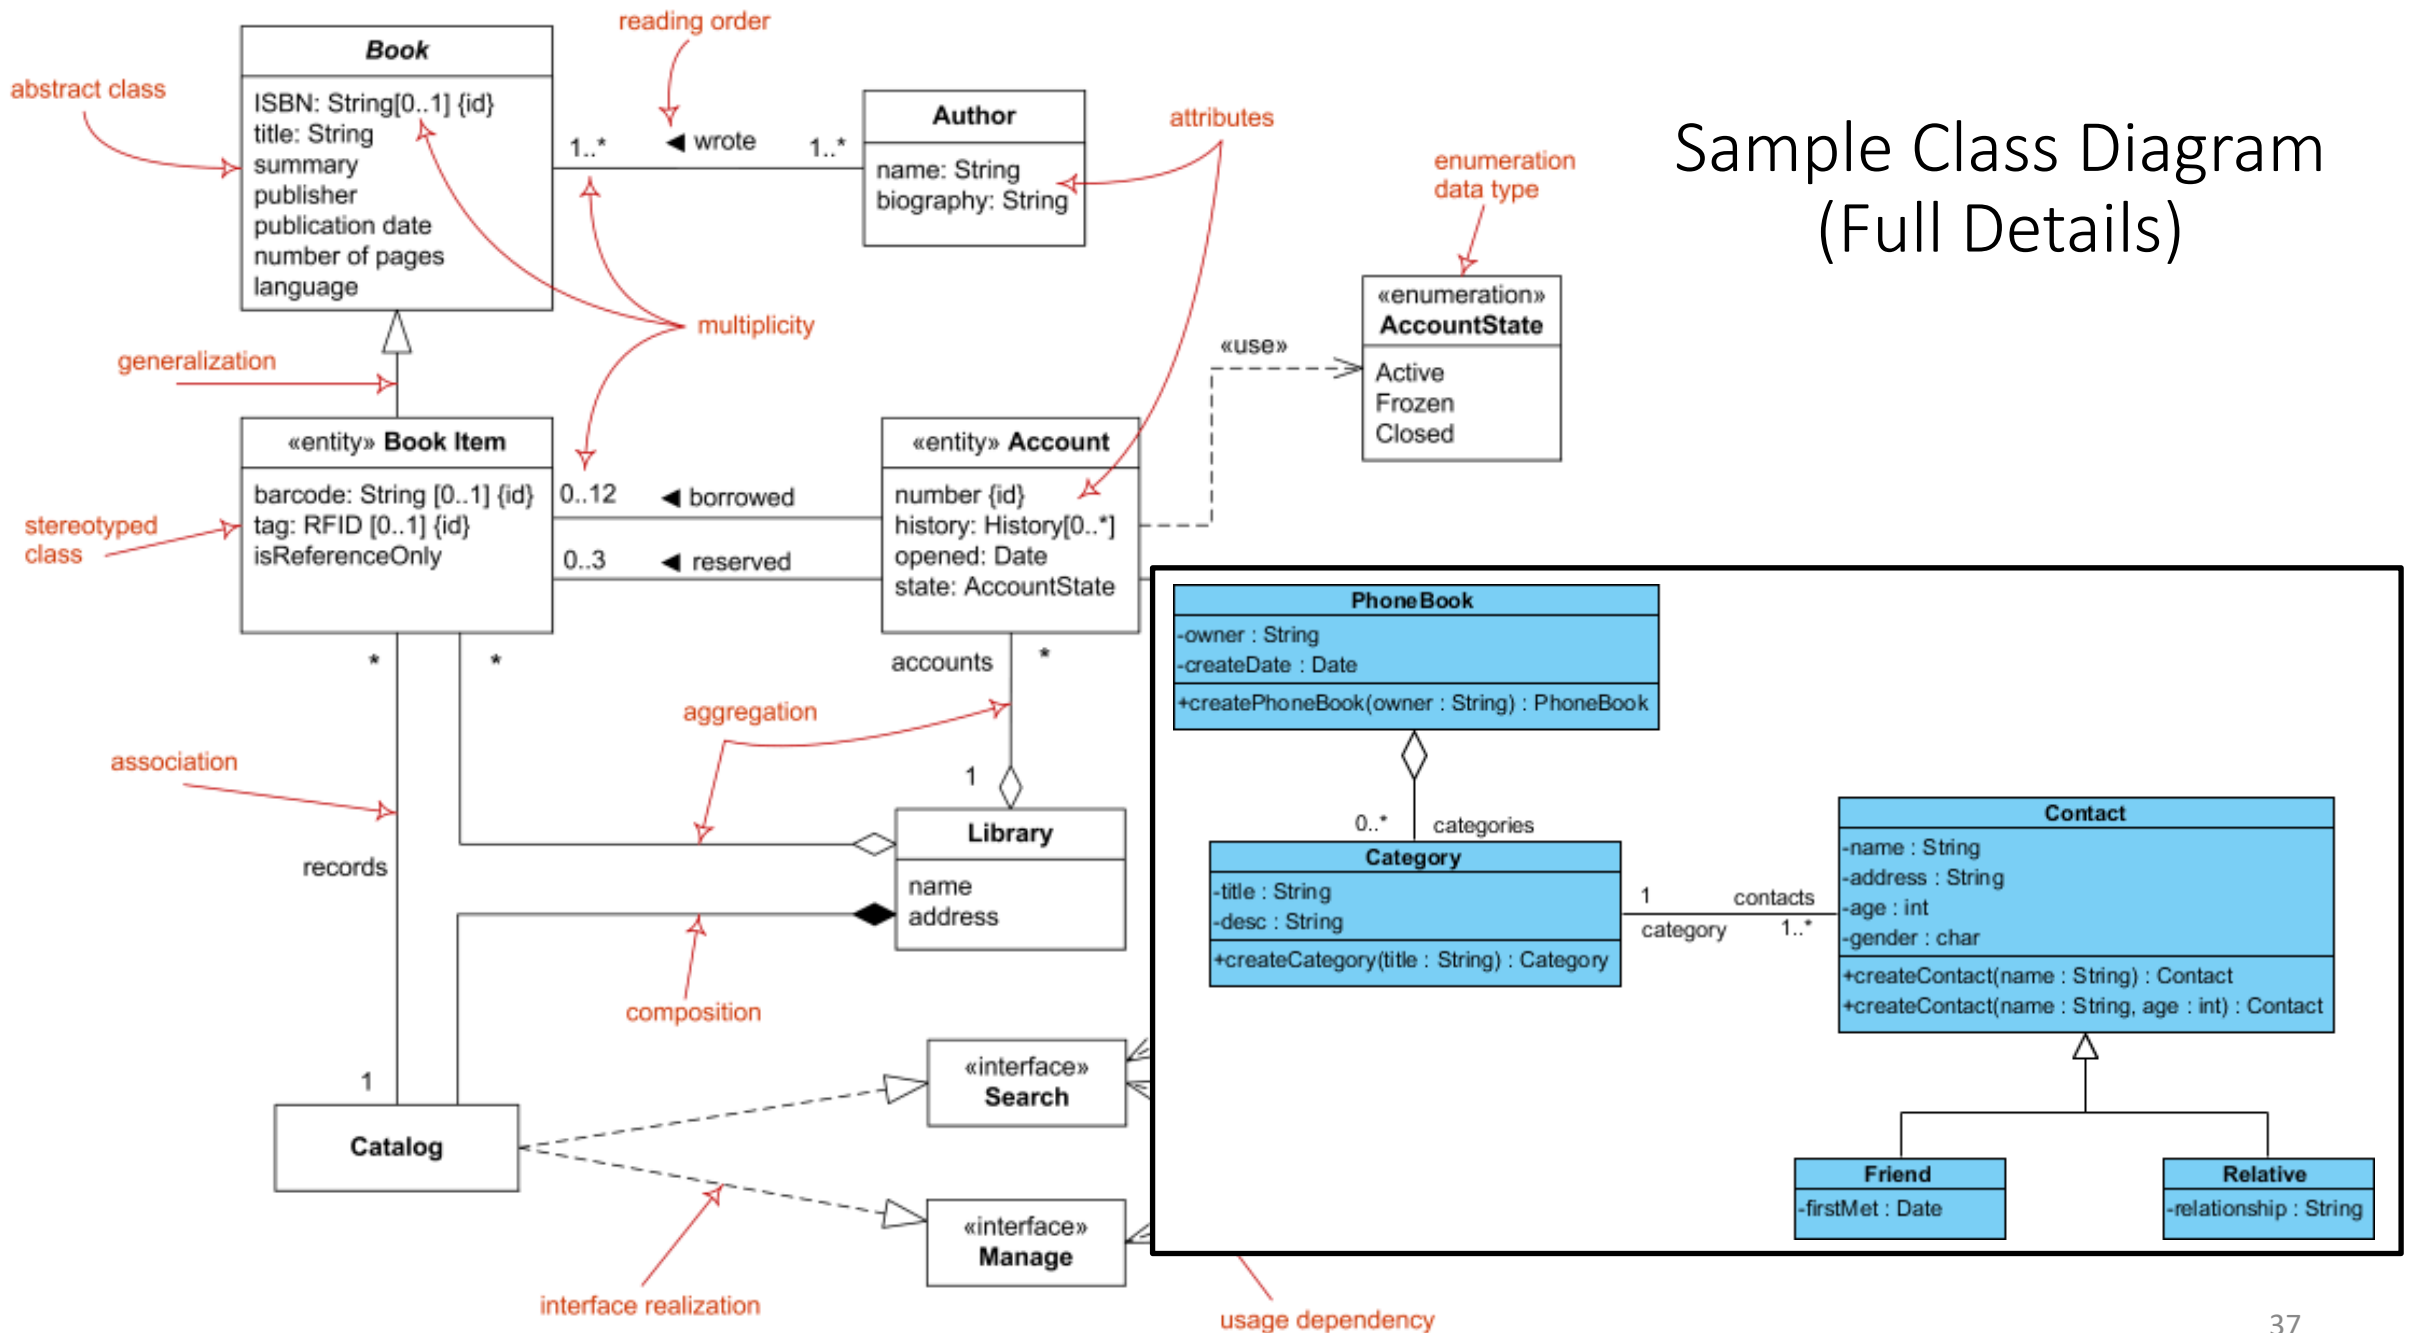 Sample Class Diagram
(Full Details)
reading order
abstract class
Book
ISBN: String[0..1] {id}
title: String
summary
publisher
publication date
number of pages
language
1..*
◄ wrote
1..*
Author
name: String
biography: String
attributes
enumeration
data type
«enumeration»
AccountState
Active
Frozen
Closed
«use»
multiplicity
generalization
«entity» Book Item
barcode: String [0..1] {id}
tag: RFID [0..1] {id}
isReferenceOnly
stereotyped
class
0..12
◄ borrowed
0..3
◄ reserved
«entity» Account
number {id}
history: History[0..*]
opened: Date
state: AccountState
*
*
accounts
*
aggregation
association
1
records
Library
name
address
composition
1
Catalog
«interface»
Search
«interface»
Manage
interface realization
usage dependency
PhoneBook
-owner : String
-createDate : Date
+createPhoneBook(owner : String) : PhoneBook
0..*
categories
Category
-title : String
-desc : String
+createCategory(title : String) : Category
1
contacts
category
1..*
Contact
-name : String
-address : String
-age : int
-gender : char
+createContact(name : String) : Contact
+createContact(name : String, age : int) : Contact
Friend
-firstMet : Date
Relative
-relationship : String
37